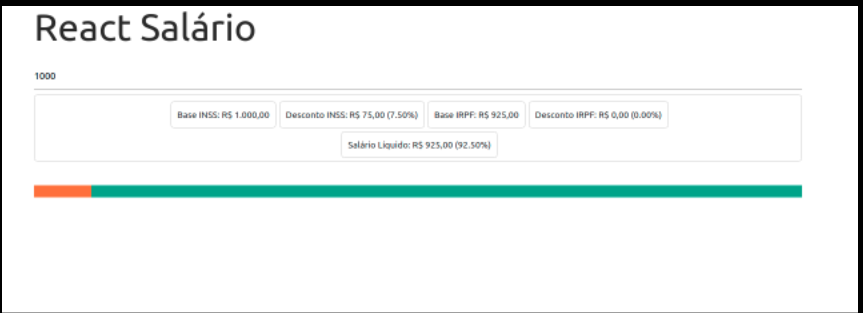 React Salário
1000
Base INSS: R$ 1.000,00 Desconto INSS: R$ 75,00 (7.50%) Base IRPF: R$ 925,00 Desconto IRPF: R$ 0,00 (0.00%)
Salário Líquido: R$ 925,00 (92.50%)